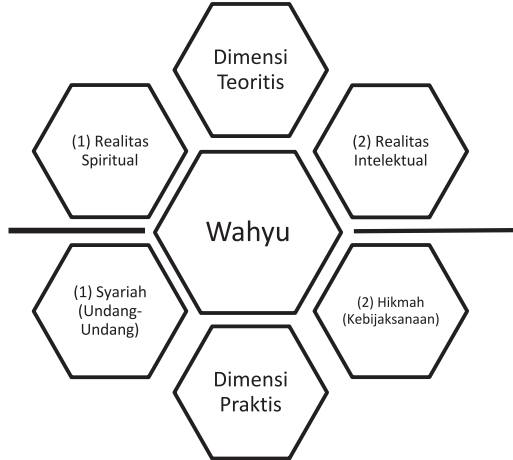 Dimensi
Teoritis
(1) Realitas
Spiritual
(2) Realitas
Intelektual
Wahyu
(1) Syariah
(Undang-
Undang)
(2) Hikmah
(Kebijaksanaan)
Dimensi
Praktis